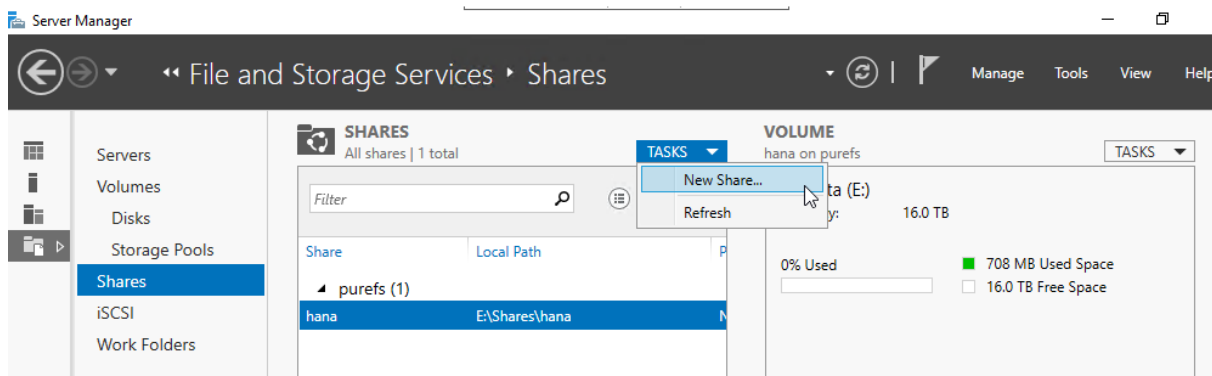 Server Manager
File and Storage Services Shares
Manage Tools View Help
Servers
Volumes
Disks
Storage Pools
Shares
iSCSI
Work Folders
SHARES
All shares | 1 total
TASKS
New Share...
Refresh
Filter
Share Local Path P
purefs (1)
hana E:\Shares\hana N
VOLUME
hana on purefs
TASKS
ta (E:)
y: 16.0 TB
0% Used
708 MB Used Space
16.0 TB Free Space